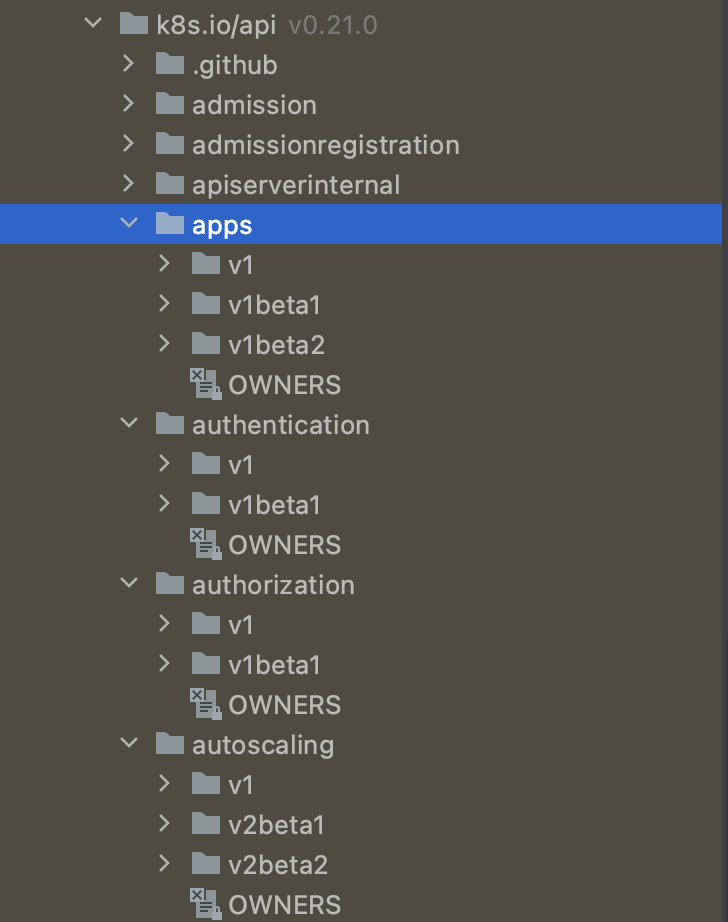 k8s.io/api v0.21.0
.github
admission
admissionregistration
apiserverinternal
apps
v1
v1beta1
v1beta2
OWNERS
authentication
v1
v1beta1
OWNERS
authorization
v1
v1beta1
OWNERS
autoscaling
v1
v2beta1
v2beta2
OWNERS